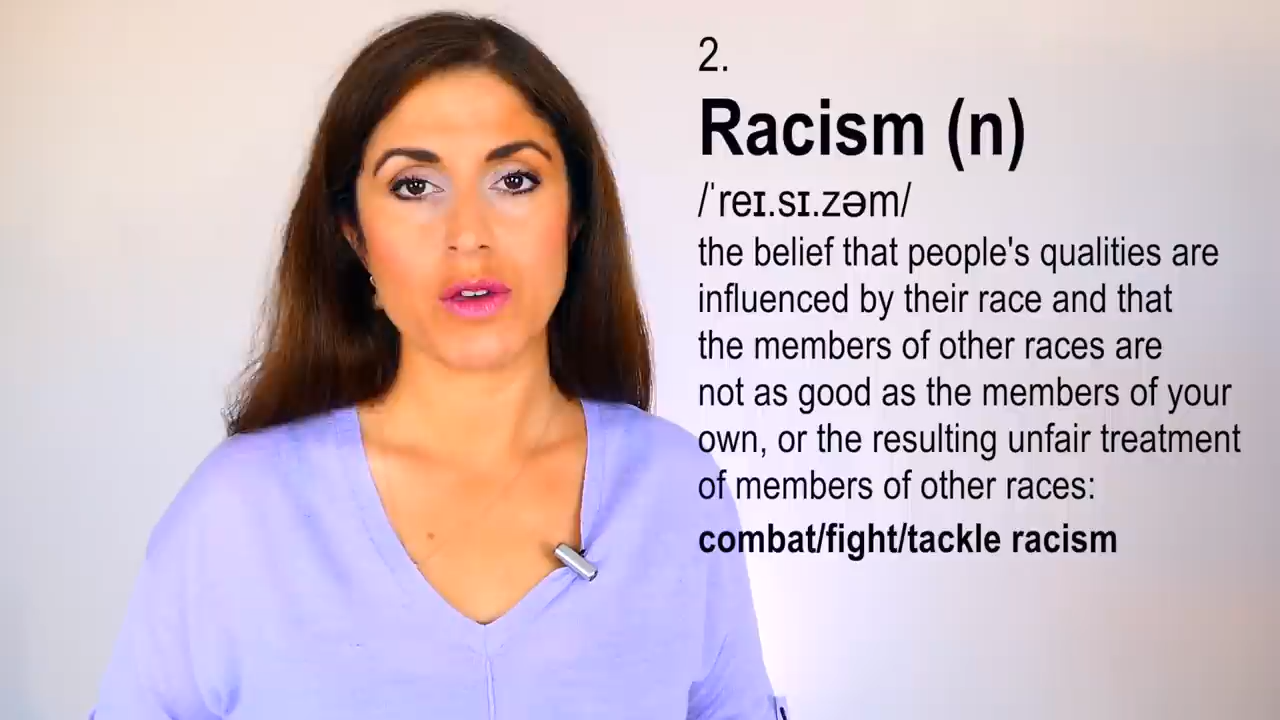 2.
Racism (n)
/ˈreɪ.sɪ.zəm/
the belief that people's qualities are
influenced by their race and that
the members of other races are
not as good as the members of your
own, or the resulting unfair treatment
of members of other races:
combat/fight/tackle racism